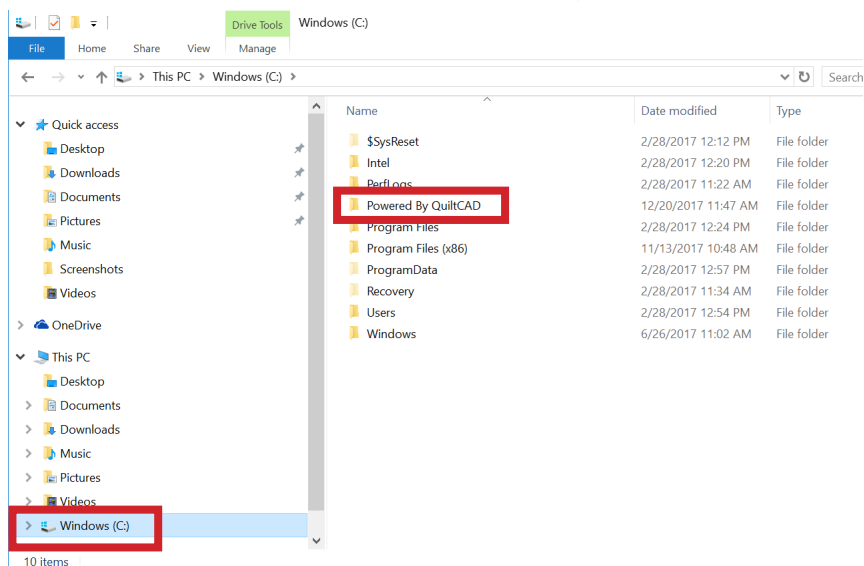 Drive Tools Windows (C:)
File Home Share View Manage
This PC Windows (C:) Search
Quick access
Desktop
Downloads
Documents
Pictures
Music
Screenshots
Videos
OneDrive
This PC
Desktop
Documents
Downloads
Music
Pictures
Videos
Windows (C:)
10 items
Name Date modified Type
$SysReset 2/28/2017 12:12 PM File folder
Intel 2/28/2017 12:20 PM File folder
PerfLogs 2/28/2017 11:22 AM File folder
Powered By QuiltCAD 12/20/2017 11:47 AM File folder
Program Files 2/28/2017 12:24 PM File folder
Program Files (x86) 11/13/2017 10:48 AM File folder
ProgramData 2/28/2017 12:57 PM File folder
Recovery 2/28/2017 11:34 AM File folder
Users 2/28/2017 12:54 PM File folder
Windows 6/26/2017 11:02 AM File folder